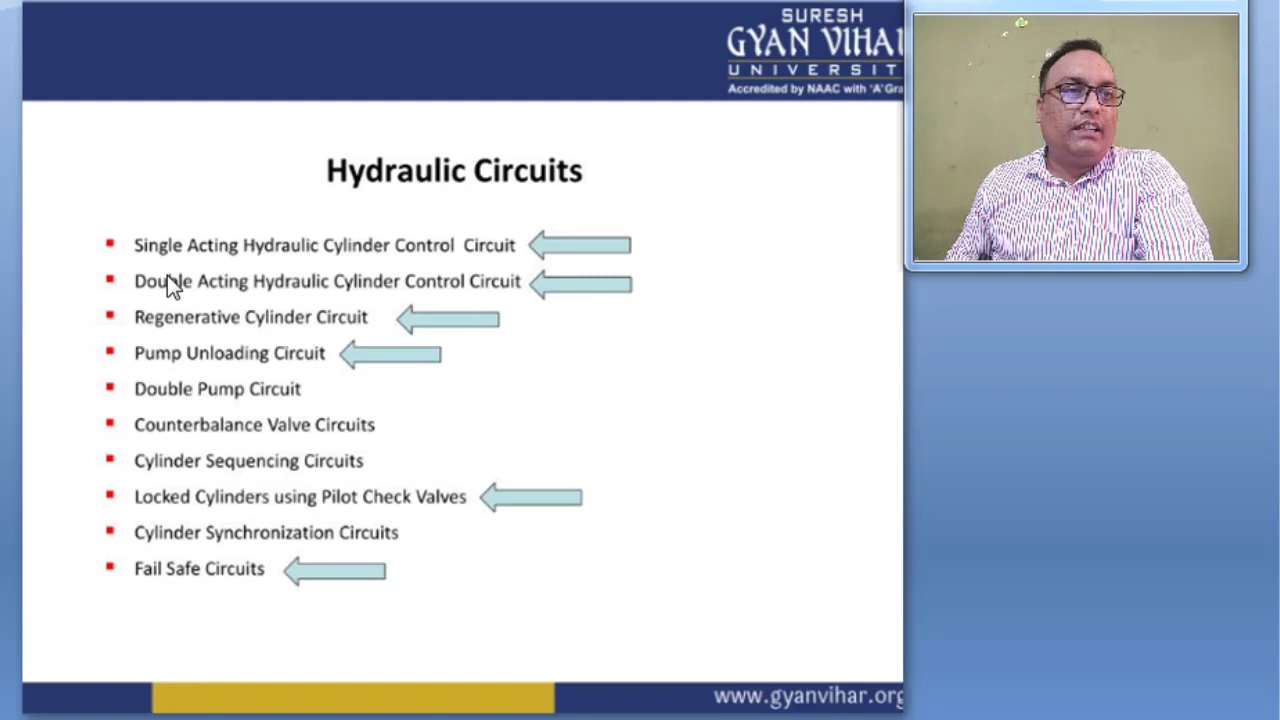 SURESH
GYAN VIHAR
UNIVERSIT
Accredited by NAAC with 'A'Gra
Hydraulic Circuits
Single Acting Hydraulic Cylinder Control Circuit
Double Acting Hydraulic Cylinder Control Circuit
Regenerative Cylinder Circuit
Pump Unloading Circuit
Double Pump Circuit
Counterbalance Valve Circuits
Cylinder Sequencing Circuits
Locked Cylinders using Pilot Check Valves
Cylinder Synchronization Circuits
Fail Safe Circuits
www.gyanvihar.org